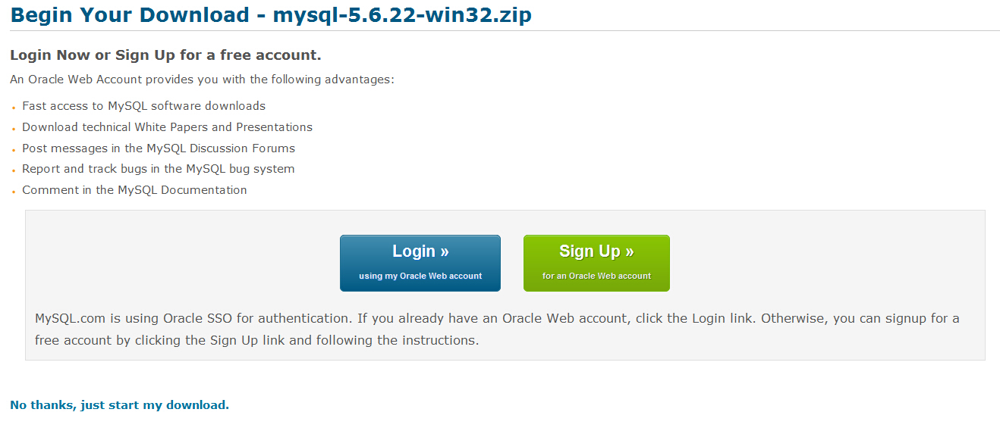 Begin Your Download - mysql-5.6.22-win32.zip
Login Now or Sign Up for a free account.
An Oracle Web Account provides you with the following advantages:
Fast access to MySQL software downloads
Download technical White Papers and Presentations
Post messages in the MySQL Discussion Forums
Report and track bugs in the MySQL bug system
Comment in the MySQL Documentation
Login »
using my Oracle Web account
Sign Up »
for an Oracle Web account
MySQL.com is using Oracle SSO for authentication. If you already have an Oracle Web account, click the Login link. Otherwise, you can signup for a
free account by clicking the Sign Up link and following the instructions.
No thanks, just start my download.